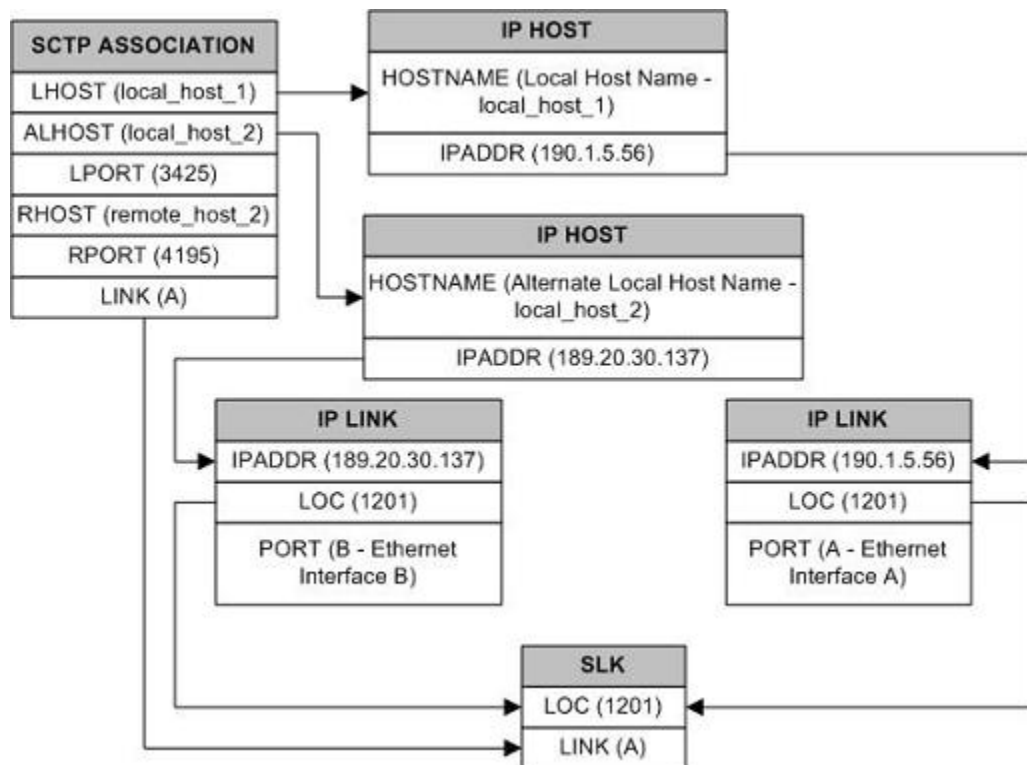 SCTP ASSOCIATION
LHOST (local_host_1)
ALHOST (local_host_2)
LPORT (3425)
RHOST (remote_host_2)
RPORT (4195)
LINK (A)
IP HOST
HOSTNAME (Local Host Name -
local_host_1)
IPADDR (190.1.5.56)
IP HOST
HOSTNAME (Alternate Local Host Name -
local_host_2)
IPADDR (189.20.30.137)
IP LINK
IPADDR (189.20.30.137)
LOC (1201)
PORT (B - Ethernet
Interface B)
IP LINK
IPADDR (190.1.5.56)
LOC (1201)
PORT (A - Ethernet
Interface A)
SLK
LOC (1201)
LINK (A)